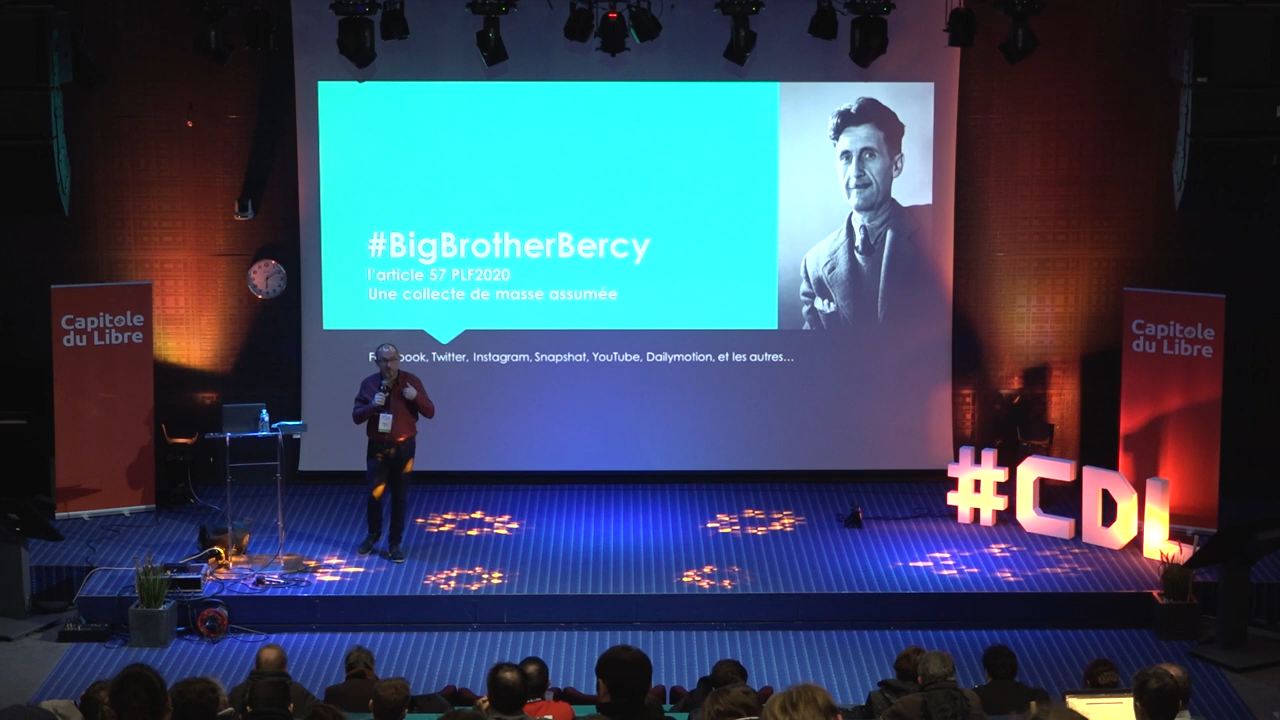 #BigBrotherBercy
l'article 57 PLF2020
Une collecte de masse assumée
Facebook, Twitter, Instagram, Snapshat, YouTube, Dailymotion, et les autres...
Capitole
du Libre
Capitole
du Libre
#CDL